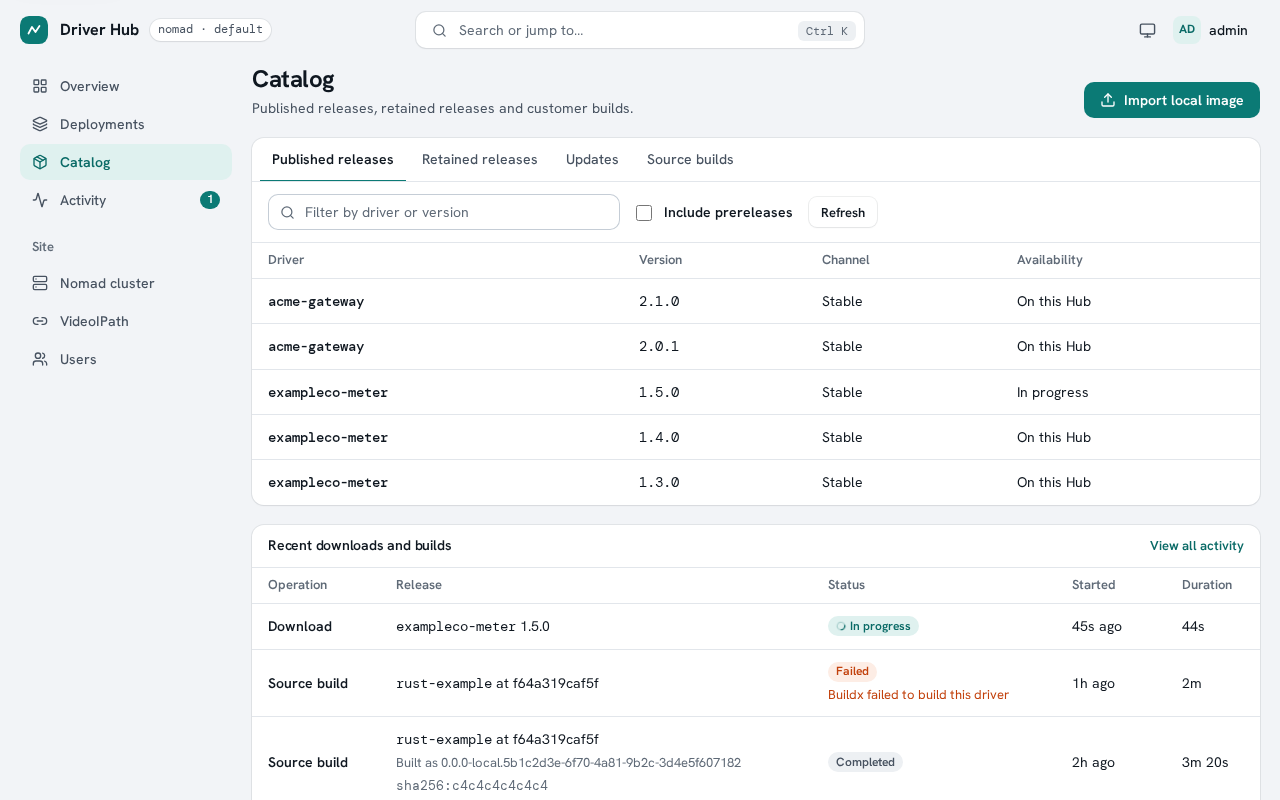 Driver Hub
nomad · default
Search or jump to...
Ctrl K
AD
admin
Overview
Deployments
Catalog
Activity
1
Site
Nomad cluster
VideoIPath
Users
Catalog
Published releases, retained releases and customer builds.
Import local image
Published releases Retained releases Updates Source builds
Filter by driver or version
Include prereleases
Refresh
Driver Version Channel Availability
acme-gateway 2.1.0 Stable On this Hub
acme-gateway 2.0.1 Stable On this Hub
exampleco-meter 1.5.0 Stable In progress
exampleco-meter 1.4.0 Stable On this Hub
exampleco-meter 1.3.0 Stable On this Hub
Recent downloads and builds
View all activity
Operation Release Status Started Duration
Download exampleco-meter 1.5.0 In progress 45s ago 44s
Source build rust-example at f64a319caf5f Failed 1h ago 2m
Buildx failed to build this driver
Source build rust-example at f64a319caf5f Completed 2h ago 3m 20s
Built as 0.0.0-local.5b1c2d3e-6f70-4a81-9b2c-3d4e5f607182
sha256:c4c4c4c4c4c4